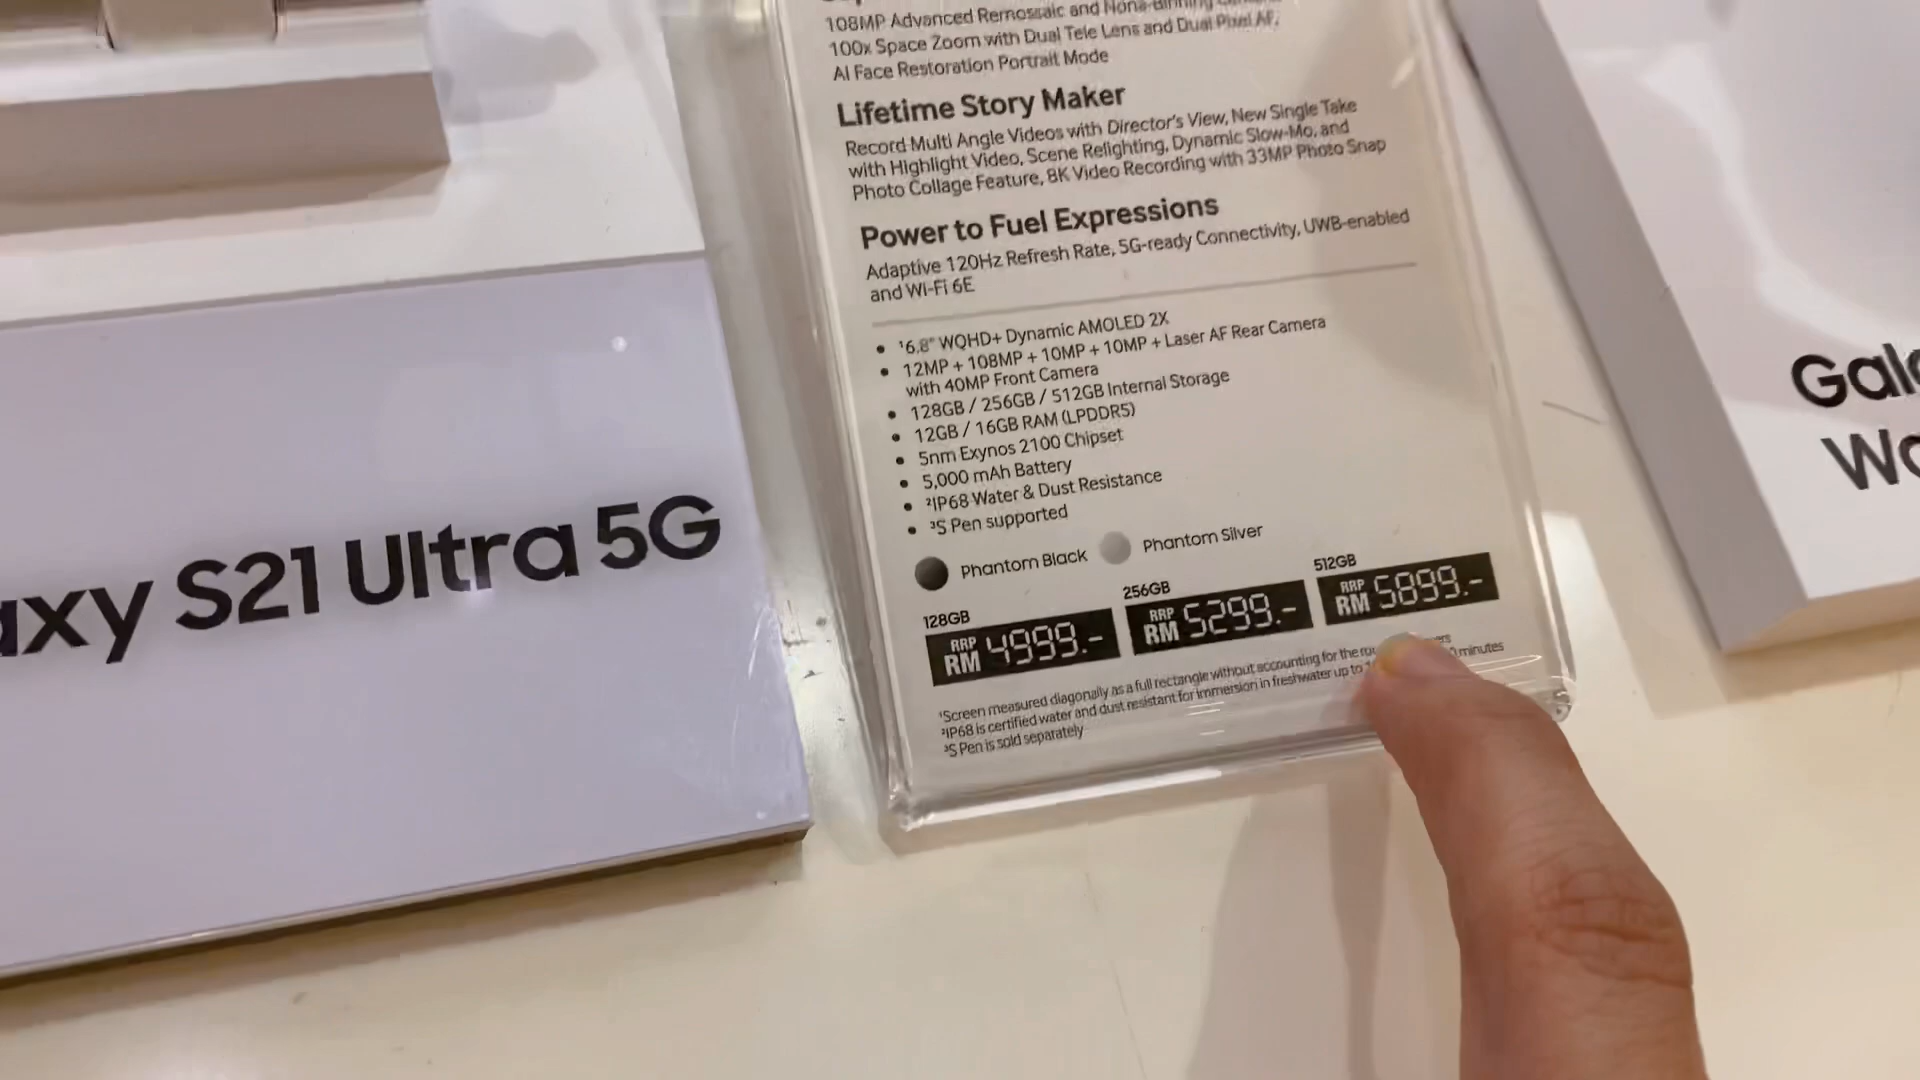 108MP Advanced Remosaic and Nona-Binning
100x Space Zoom with Dual Tele Lens and Dual Pixel AF,
AI Face Restoration Portrait Mode
Lifetime Story Maker
Record Multi Angle Videos with Director's View, New Single Take
with Highlight Video, Scene Relighting, Dynamic Slow-Mo, and
Photo Collage Feature, 8K Video Recording with 33MP Photo Snap
Power to Fuel Expressions
Adaptive 120Hz Refresh Rate, 5G-ready Connectivity, UWB-enabled
and Wi-Fi 6E
• ¹6.8" WQHD+ Dynamic AMOLED 2X
• 12MP + 108MP + 10MP + 10MP + Laser AF Rear Camera
with 40MP Front Camera
• 128GB / 256GB / 512GB Internal Storage
• 12GB / 16GB RAM (LPDDR5)
• 5nm Exynos 2100 Chipset
• 5,000 mAh Battery
• ²IP68 Water & Dust Resistance
• ³S Pen supported
Phantom Black Phantom Silver
128GB 256GB 512GB
RRP RM 4999.- RRP RM 5299.- RRP RM 5899.-
¹Screen measured diagonally as a full rectangle without accounting for the
²IP68 is certified water and dust resistant for immersion in freshwater up to minutes
³S Pen is sold separately
axy S21 Ultra 5G
Gala